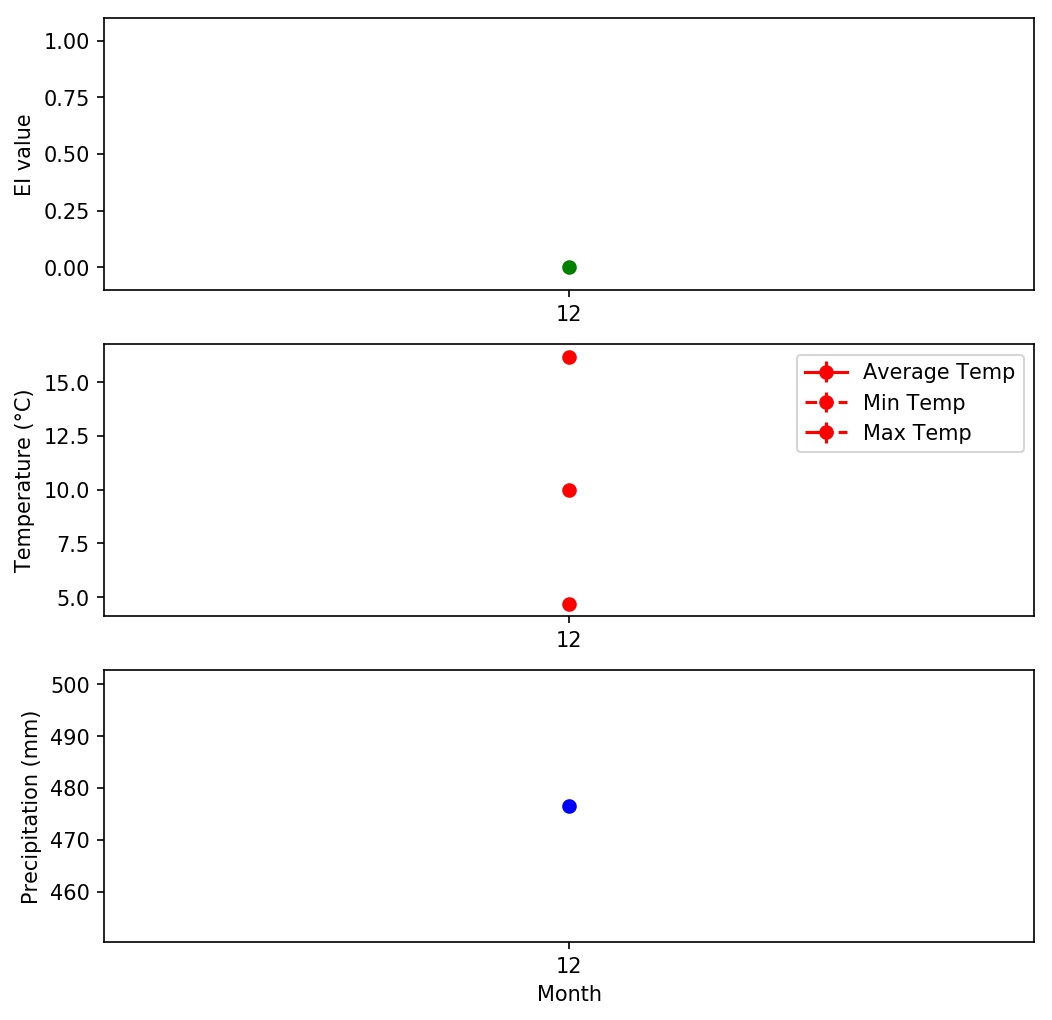 EI value
1.00
0.75
0.50
0.25
0.00
12
Temperature (°C)
15.0
12.5
10.0
7.5
5.0
Average Temp
Min Temp
Max Temp
12
Precipitation (mm)
500
490
480
470
460
12
Month